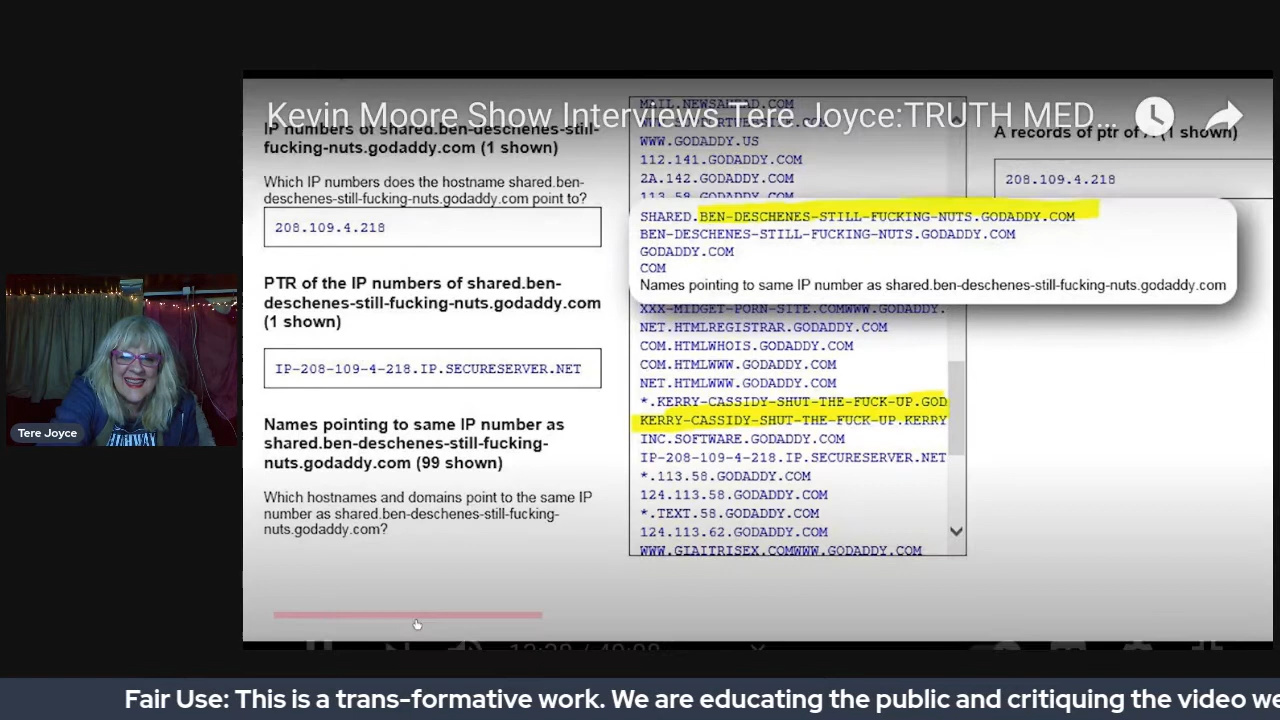 Kevin Moore Show Interviews Tere Joyce:TRUTH MED...
IP numbers of shared.ben-deschenes-still-
fucking-nuts.godaddy.com (1 shown)
Which IP numbers does the hostname shared.ben-
deschenes-still-fucking-nuts.godaddy.com point to?
208.109.4.218
PTR of the IP numbers of shared.ben-
deschenes-still-fucking-nuts.godaddy.com
(1 shown)
IP-208-109-4-218.IP.SECURESERVER.NET
Names pointing to same IP number as
shared.ben-deschenes-still-fucking-
nuts.godaddy.com (99 shown)
Which hostnames and domains point to the same IP
number as shared.ben-deschenes-still-fucking-
nuts.godaddy.com?
MAIL.NEWSAHEAD.COM
WWW.GODADDY.US
112.141.GODADDY.COM
2A.142.GODADDY.COM
113.59.GODADDY.COM
SHARED.BEN-DESCHENES-STILL-FUCKING-NUTS.GODADDY.COM
BEN-DESCHENES-STILL-FUCKING-NUTS.GODADDY.COM
GODADDY.COM
COM
Names pointing to same IP number as shared.ben-deschenes-still-fucking-nuts.godaddy.com
XXX-MIDGET-PORN-SITE.COMWWW.GODADDY.
NET.HTMLREGISTRAR.GODADDY.COM
COM.HTMLWHOIS.GODADDY.COM
COM.HTMLWWW.GODADDY.COM
NET.HTMLWWW.GODADDY.COM
*.KERRY-CASSIDY-SHUT-THE-FUCK-UP.GOD
KERRY-CASSIDY-SHUT-THE-FUCK-UP.KERRY
INC.SOFTWARE.GODADDY.COM
IP-208-109-4-218.IP.SECURESERVER.NET
*.113.58.GODADDY.COM
124.113.58.GODADDY.COM
*.TEXT.58.GODADDY.COM
124.113.62.GODADDY.COM
WWW.GIAITRISEX.COMWWW.GODADDY.COM
A records of ptr of A (1 shown)
208.109.4.218
Tere Joyce
Fair Use: This is a trans-formative work. We are educating the public and critiquing the video we